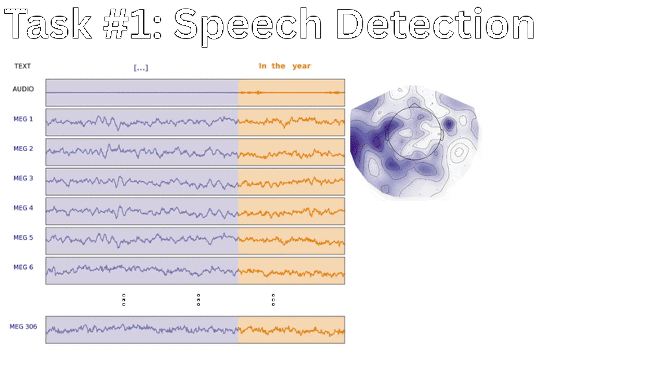 Task #1: Speech Detection
TEXT [...] In the year
AUDIO
MEG 1
MEG 2
MEG 3
MEG 4
MEG 5
MEG 6
MEG 306